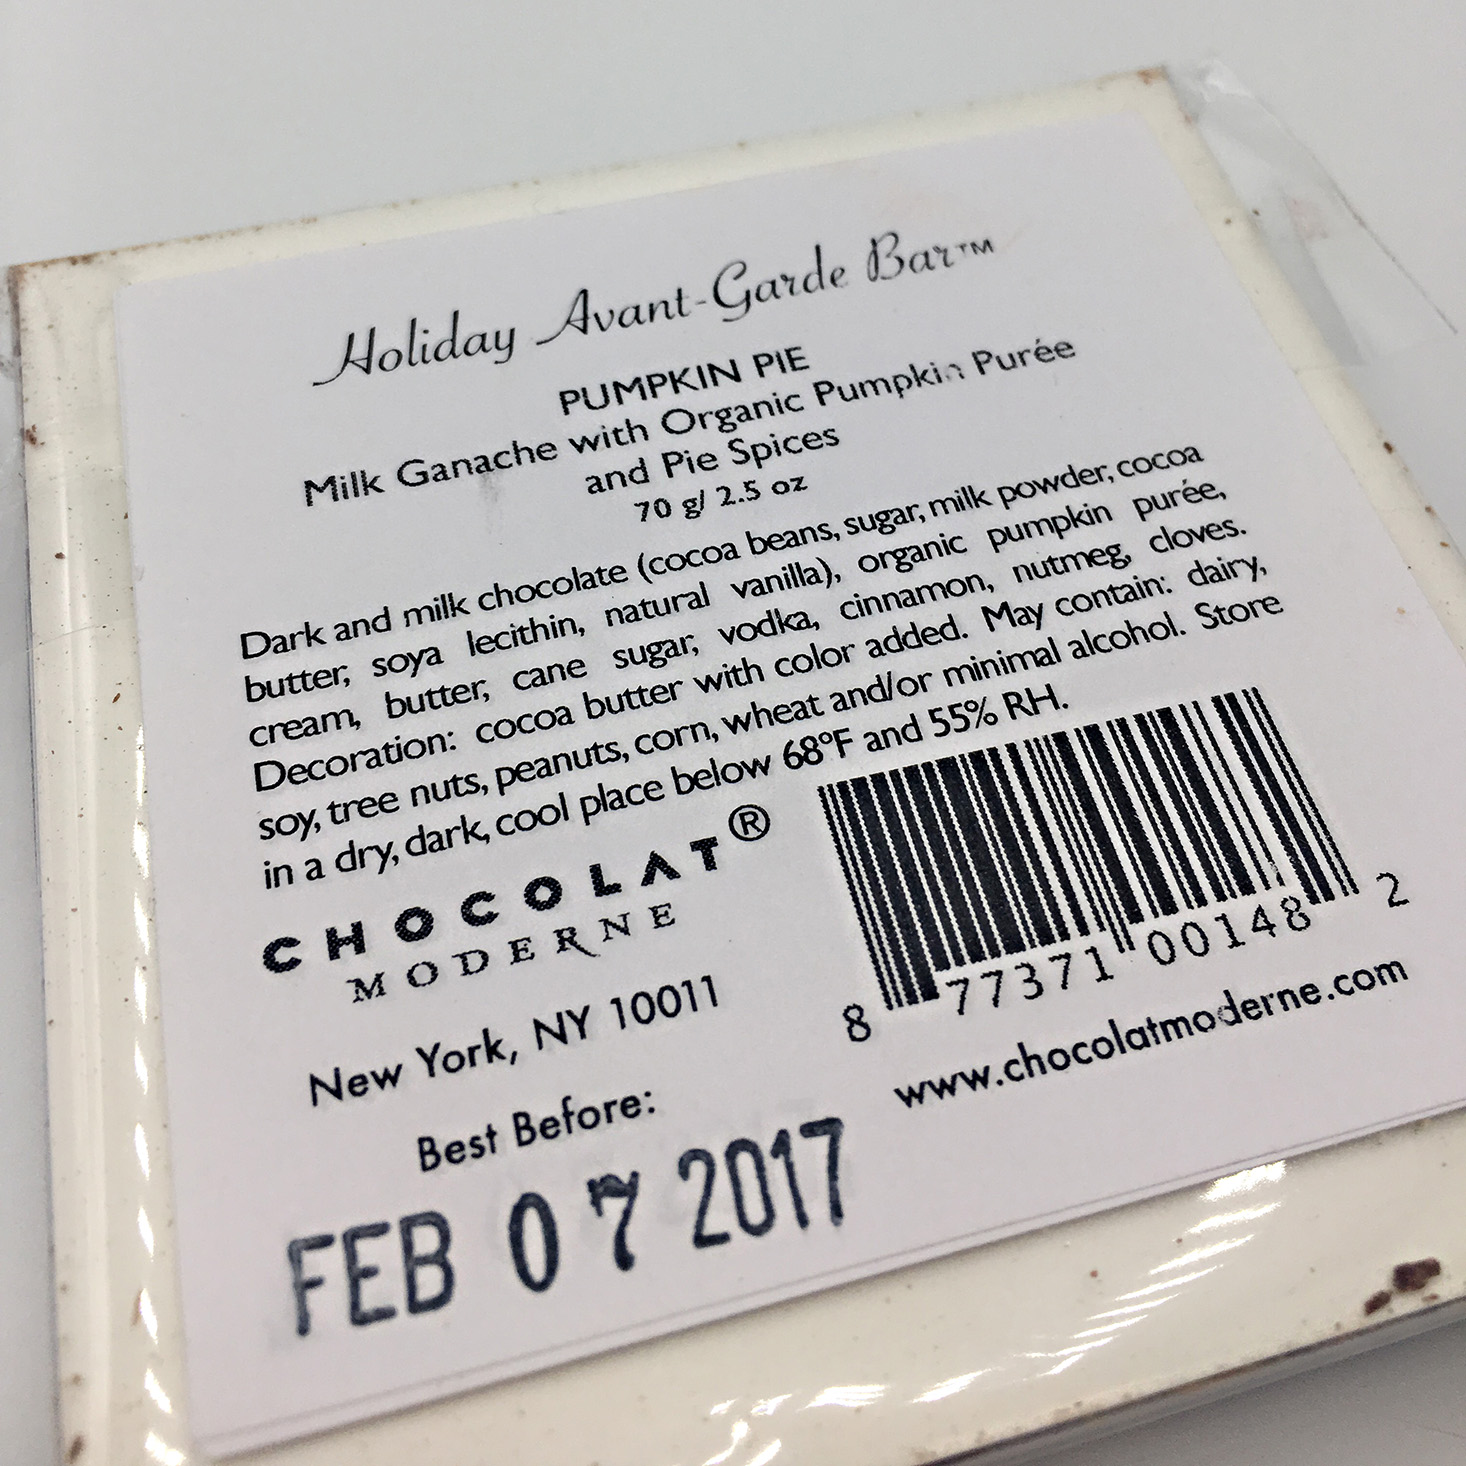 Holiday Avant-Garde Bar™
PUMPKIN PIE
Milk Ganache with Organic Pumpkin Purée
and Pie Spices
70 g/ 2.5 oz
Dark and milk chocolate (cocoa beans, sugar, milk powder, cocoa
butter, soya lecithin, natural vanilla), organic pumpkin purée,
cream, butter, cane sugar, vodka, cinnamon, nutmeg, cloves.
Decoration: cocoa butter with color added. May contain: dairy,
soy, tree nuts, peanuts, corn, wheat and/or minimal alcohol. Store
in a dry, dark, cool place below 68°F and 55% RH.
CHOCOLAT®
MODERNE
New York, NY 10011
Best Before:
FEB 07 2017
8 77371 00148 2
www.chocolatmoderne.com